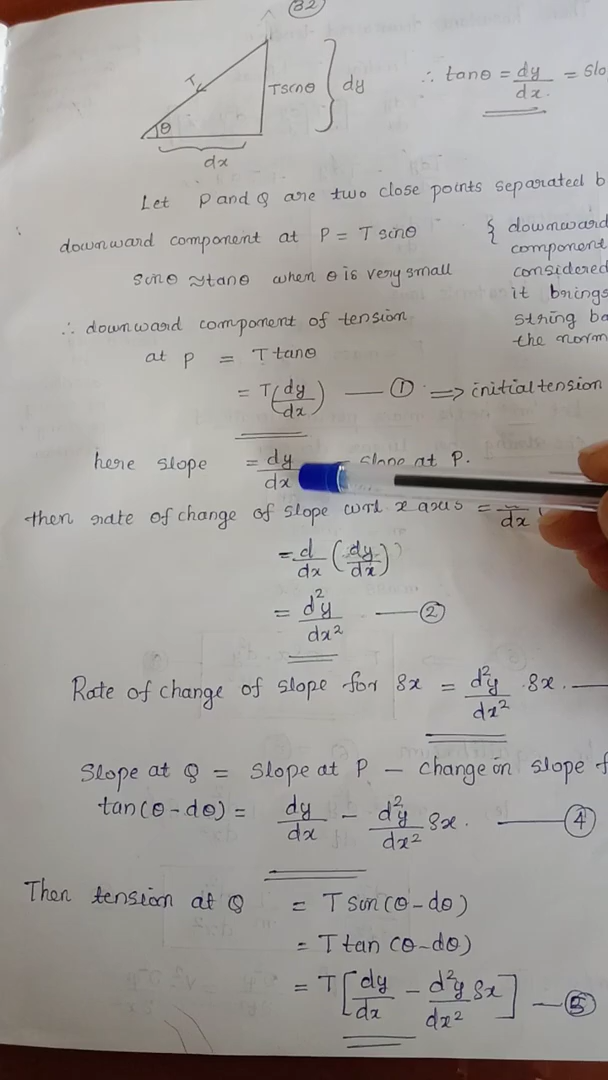 32
T
Tsinθ
dy
θ
dx
∴ tanθ = dy/dx =
Let P and Q are two close points separated
downward component at P = T sinθ
{ downward
component
considered
it brings
string
the
sinθ ≈ tanθ when θ is very small
∴ downward component of tension
at P = T tanθ
= T(dy/dx) — ① => initial tension
here slope = dy/dx slope at P.
then rate of change of slope wrt x axis = /dx
= d/dx (dy/dx)
= d²y/dx² — ②
Rate of change of slope for δx = d²y/dx² · δx. —
Slope at Q = Slope at P – change in slope
tan(θ - dθ) = dy/dx - d²y/dx² δx. — ④
Then tension at Q = T sin(θ - dθ)
= T tan (θ - dθ)
= T[dy/dx - d²y/dx² δx] — ⑤